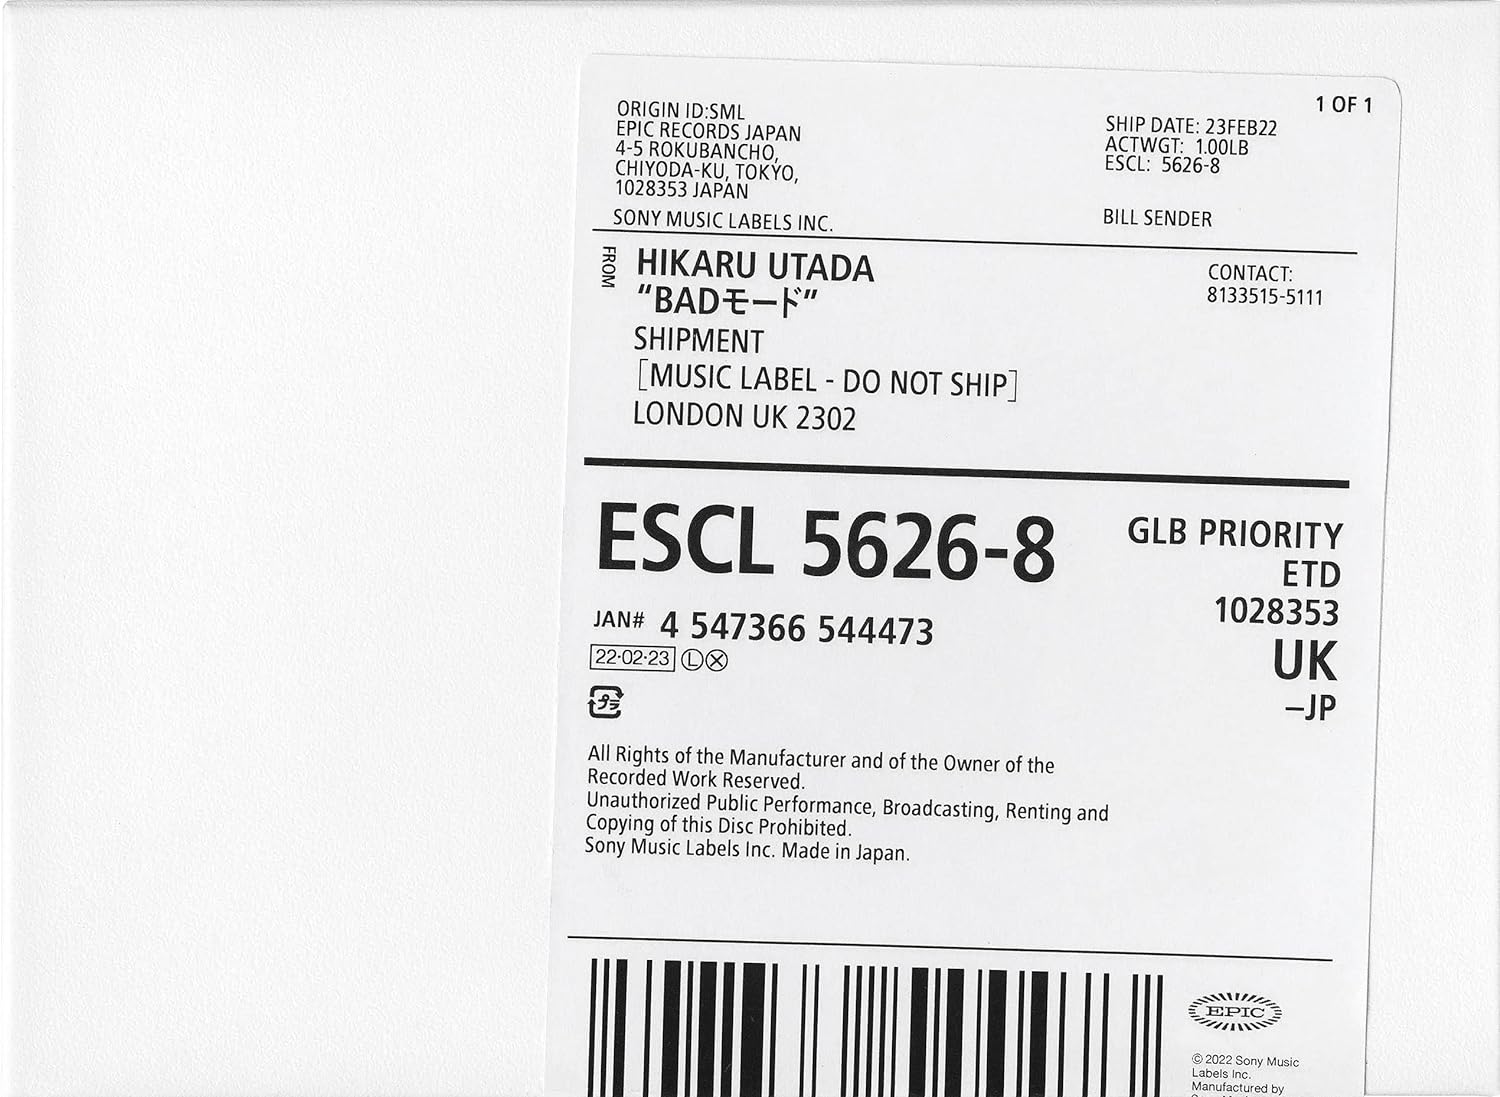 1 OF 1
ORIGIN ID:SML
EPIC RECORDS JAPAN
4-5 ROKUBANCHO,
CHIYODA-KU, TOKYO,
1028353 JAPAN
SONY MUSIC LABELS INC.
SHIP DATE: 23FEB22
ACTWGT: 1.00LB
ESCL: 5626-8
BILL SENDER
FROM
HIKARU UTADA
“BADモード”
SHIPMENT
[MUSIC LABEL - DO NOT SHIP]
LONDON UK 2302
CONTACT:
8133515-5111
ESCL 5626-8
JAN# 4 547366 544473
22·02·23 Ⓛ Ⓧ
プラ
GLB PRIORITY
ETD
1028353
UK
–JP
All Rights of the Manufacturer and of the Owner of the
Recorded Work Reserved.
Unauthorized Public Performance, Broadcasting, Renting and
Copying of this Disc Prohibited.
Sony Music Labels Inc. Made in Japan.
EPIC
© 2022 Sony Music
Labels Inc.
Manufactured by